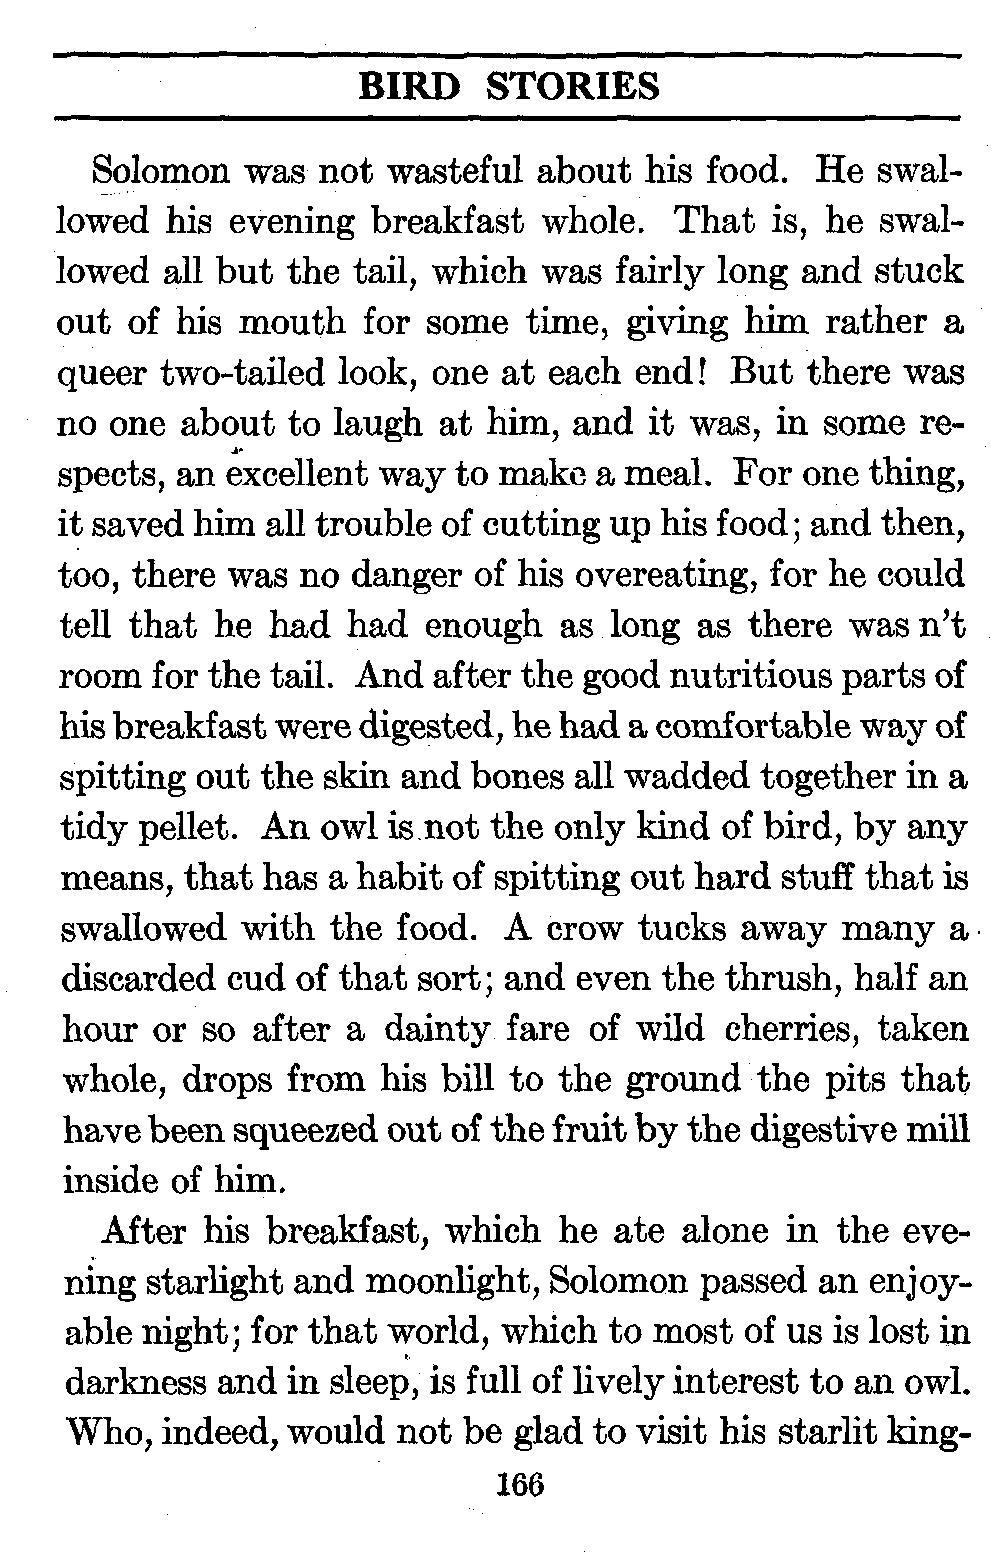 BIRD STORIES
Solomon was not wasteful about his food. He swal-
lowed his evening breakfast whole. That is, he swal-
lowed all but the tail, which was fairly long and stuck
out of his mouth for some time, giving him rather a
queer two-tailed look, one at each end! But there was
no one about to laugh at him, and it was, in some re-
spects, an excellent way to make a meal. For one thing,
it saved him all trouble of cutting up his food; and then,
too, there was no danger of his overeating, for he could
tell that he had had enough as long as there was n't
room for the tail. And after the good nutritious parts of
his breakfast were digested, he had a comfortable way of
spitting out the skin and bones all wadded together in a
tidy pellet. An owl is not the only kind of bird, by any
means, that has a habit of spitting out hard stuff that is
swallowed with the food. A crow tucks away many a
discarded cud of that sort; and even the thrush, half an
hour or so after a dainty fare of wild cherries, taken
whole, drops from his bill to the ground the pits that
have been squeezed out of the fruit by the digestive mill
inside of him.
After his breakfast, which he ate alone in the eve-
ning starlight and moonlight, Solomon passed an enjoy-
able night; for that world, which to most of us is lost in
darkness and in sleep, is full of lively interest to an owl.
Who, indeed, would not be glad to visit his starlit king-
166